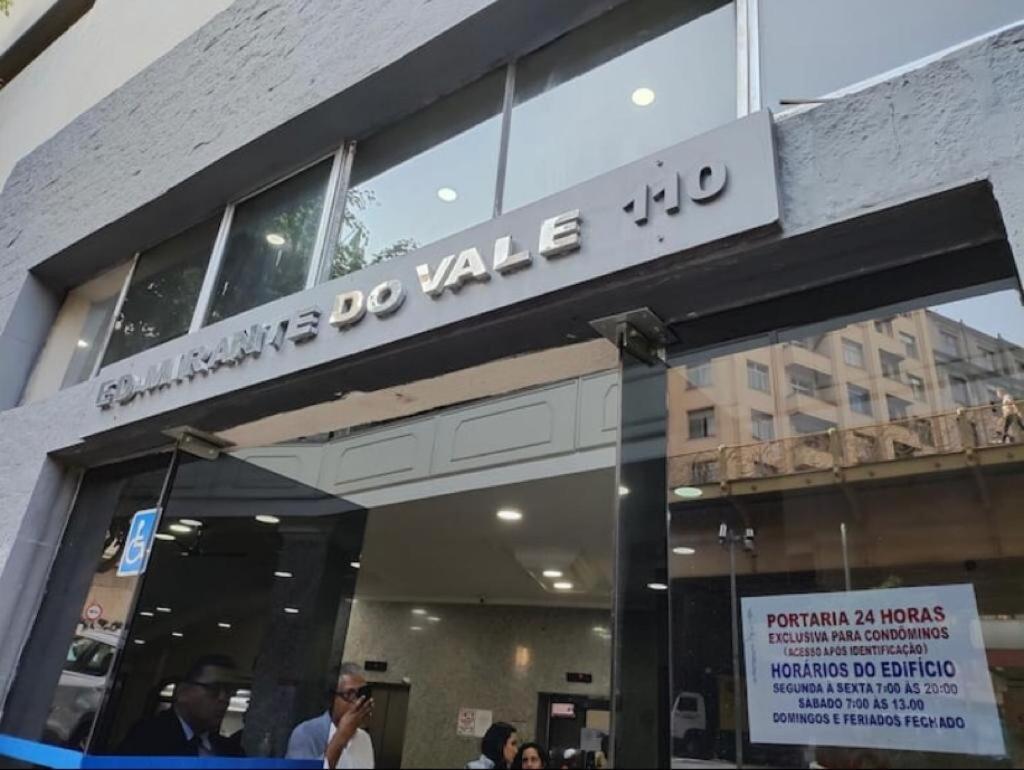 ED.MIRANTE DO VALE 110
PORTARIA 24 HORAS
EXCLUSIVA PARA CONDÔMINOS
(ACESSO APÓS IDENTIFICAÇÃO)
HORÁRIOS DO EDIFÍCIO
SEGUNDA À SEXTA 7:00 ÀS 20:00
SÁBADO 7:00 ÀS 13.00
DOMINGOS E FERIADOS FECHADO